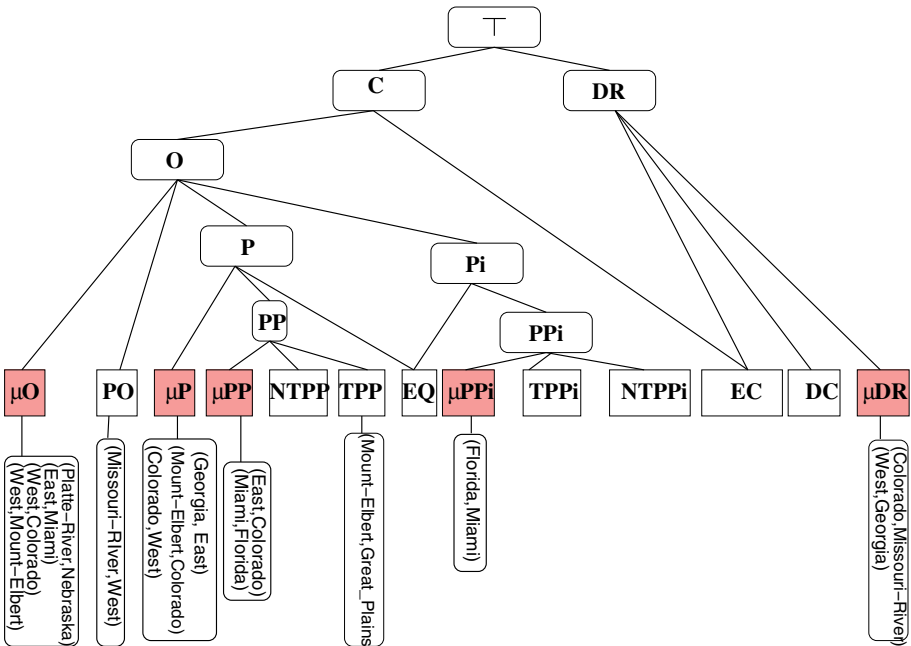 ⊤
C
DR
O
P
Pi
PP
PPi
μO
PO
μP
μPP
NTPP
TPP
EQ
μPPi
TPPi
NTPPi
EC
DC
μDR
(Platte−River,Nebraska)
(East,Miami)
(West,Colorado)
(West,Mount−Elbert)
(Missouri−RIver,West)
(Georgia, East)
(Mount−Elbert,Colorado)
(Colorado,West)
(East,Colorado)
(Miami,Florida)
(Mount−Elbert,Great_Plains
(Florida,Miami)
(Colorado,Missouri−River)
(West,Georgia)